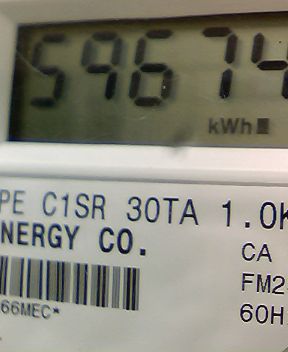 59674
kWh
PE C1SR 30TA 1.0K
NERGY CO.
CA
FM2
60H
66MEC*